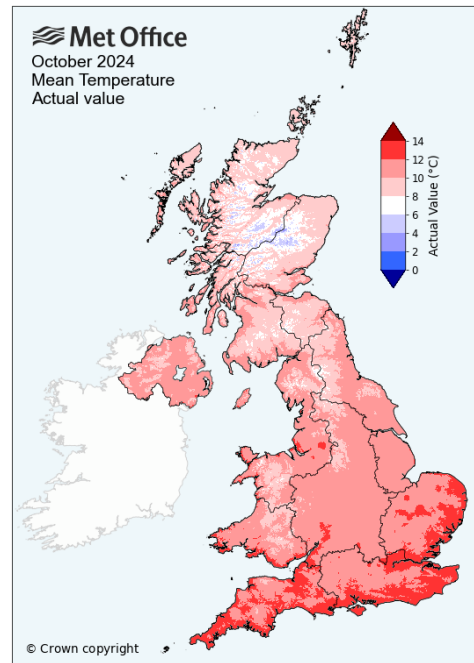 Met Office
October 2024
Mean Temperature
Actual value
14
12
10
8
6
4
2
0
Actual Value (°C)
© Crown copyright